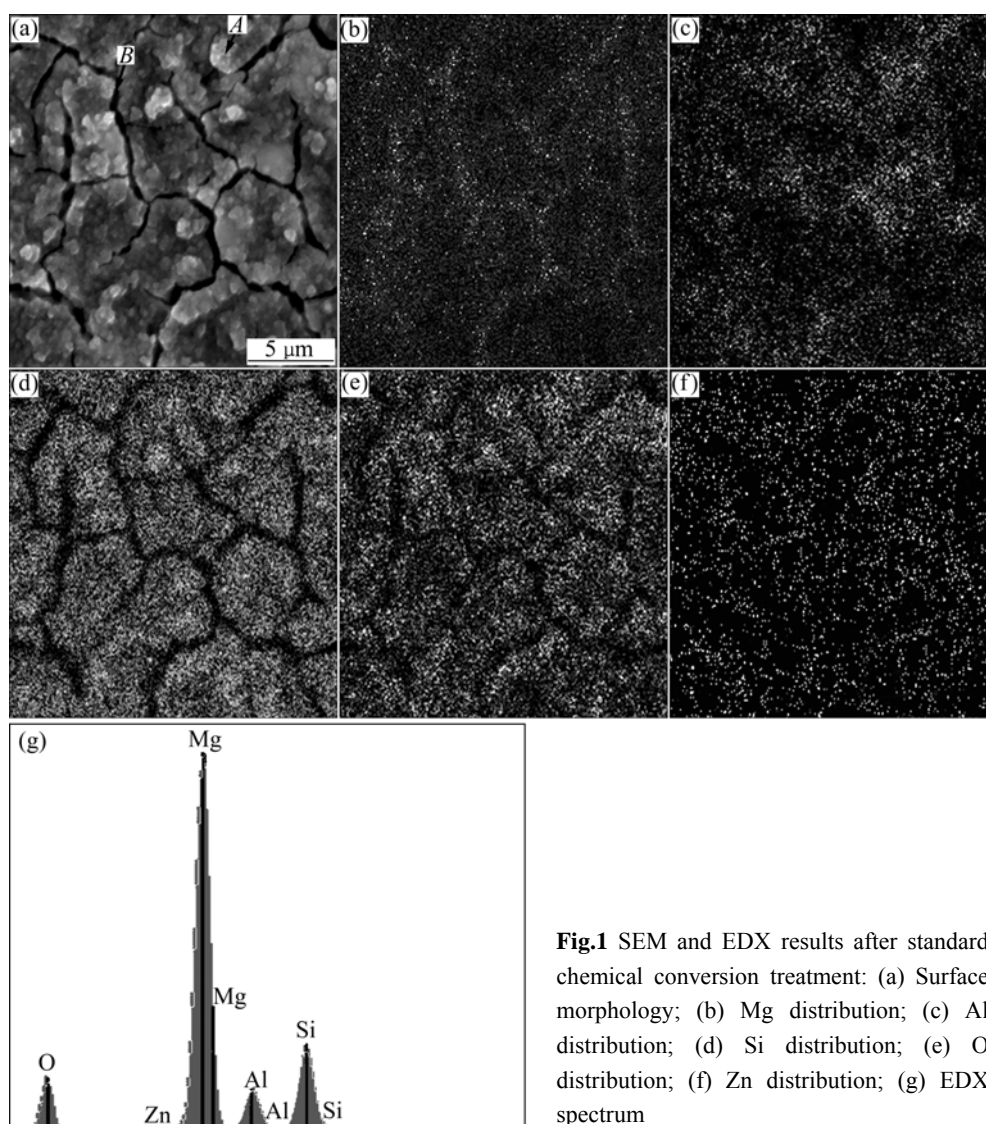 (a)
A
B
5 μm
(b)
(c)
(d)
(e)
(f)
(g)
Mg
Mg
O
Zn
Al
Al
Si
Si
Fig.1 SEM and EDX results after standard
chemical conversion treatment: (a) Surface
morphology; (b) Mg distribution; (c) Al
distribution; (d) Si distribution; (e) O
distribution; (f) Zn distribution; (g) EDX
spectrum